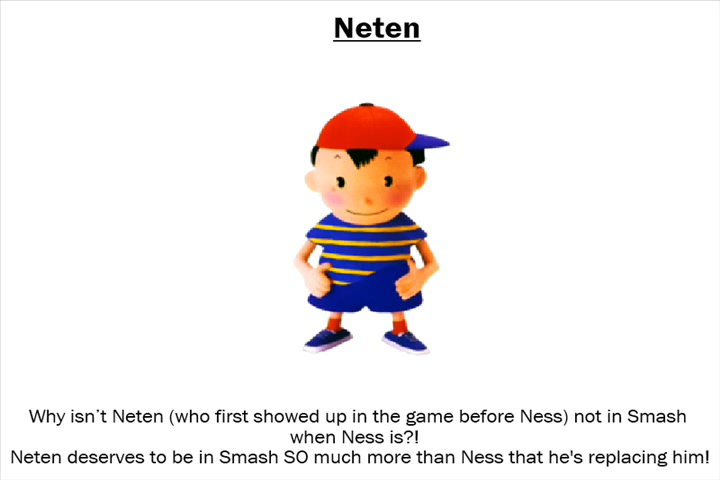 Neten
Why isn’t Neten (who first showed up in the game before Ness) not in Smash
when Ness is?!
Neten deserves to be in Smash SO much more than Ness that he's replacing him!